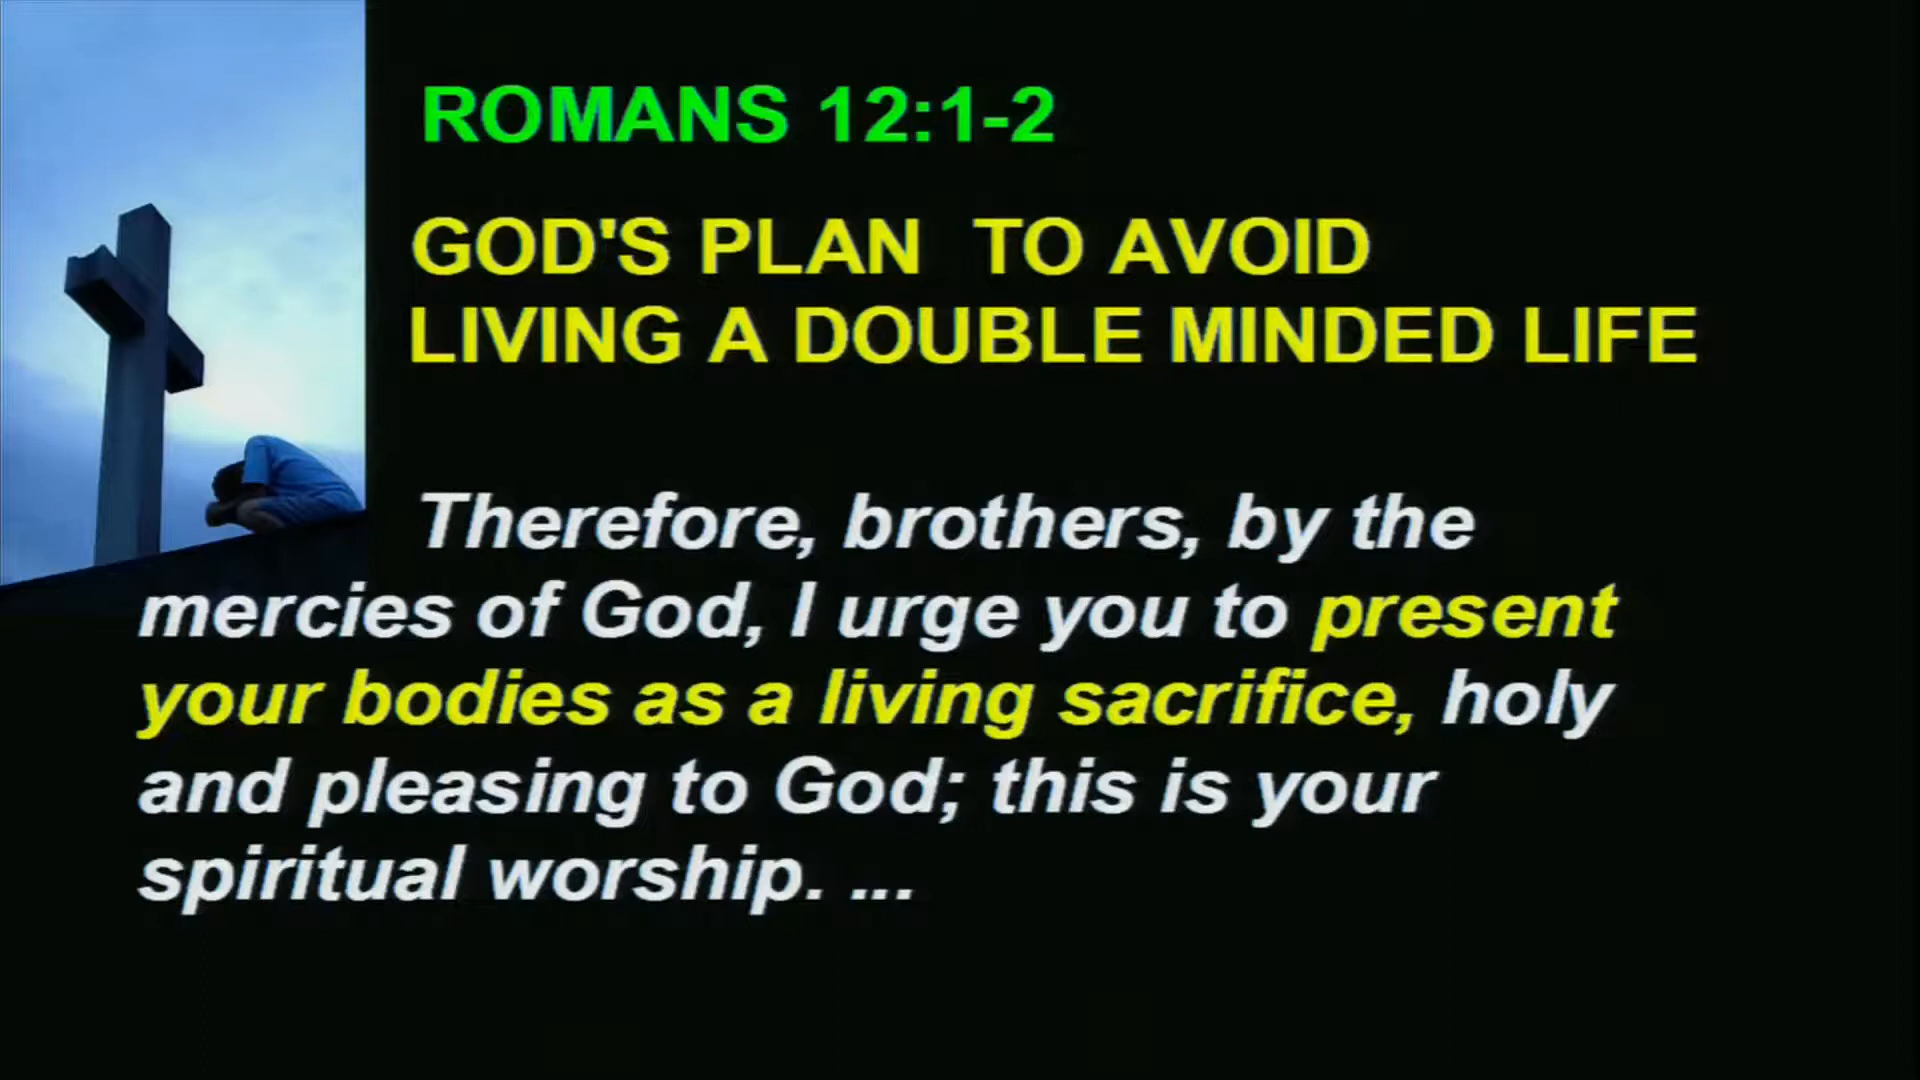 ROMANS 12:1-2
GOD'S PLAN TO AVOID
LIVING A DOUBLE MINDED LIFE
Therefore, brothers, by the
mercies of God, I urge you to present
your bodies as a living sacrifice, holy
and pleasing to God; this is your
spiritual worship. ...